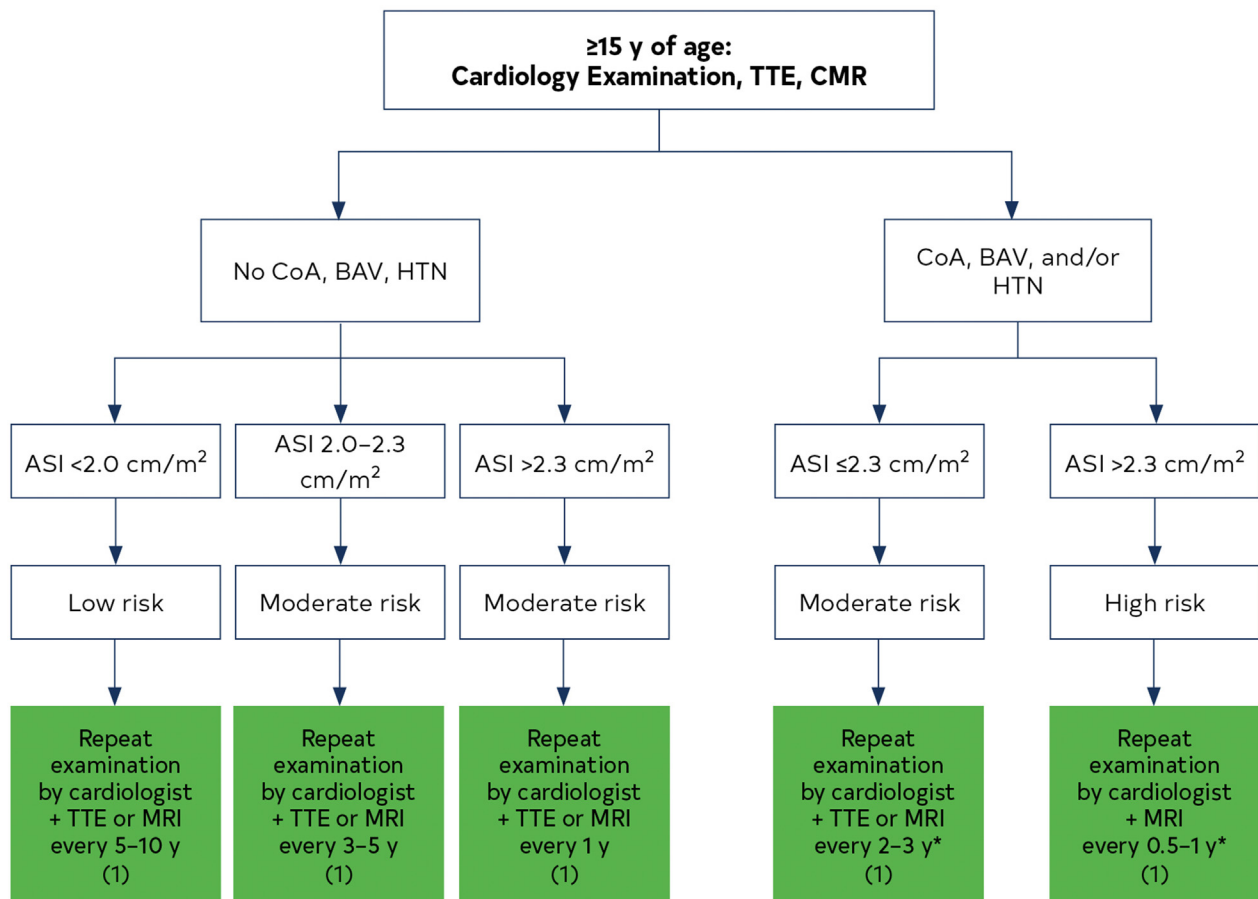 ≥15 y of age:
Cardiology Examination, TTE, CMR
No CoA, BAV, HTN
CoA, BAV, and/or
HTN
ASI <2.0 cm/m²
ASI 2.0–2.3
cm/m²
ASI >2.3 cm/m²
ASI ≤2.3 cm/m²
ASI >2.3 cm/m²
Low risk
Moderate risk
Moderate risk
Moderate risk
High risk
Repeat
examination
by cardiologist
+ TTE or MRI
every 5–10 y
(1)
Repeat
examination
by cardiologist
+ TTE or MRI
every 3–5 y
(1)
Repeat
examination
by cardiologist
+ TTE or MRI
every 1 y
(1)
Repeat
examination
by cardiologist
+ TTE or MRI
every 2–3 y*
(1)
Repeat
examination
by cardiologist
+ MRI
every 0.5–1 y*
(1)